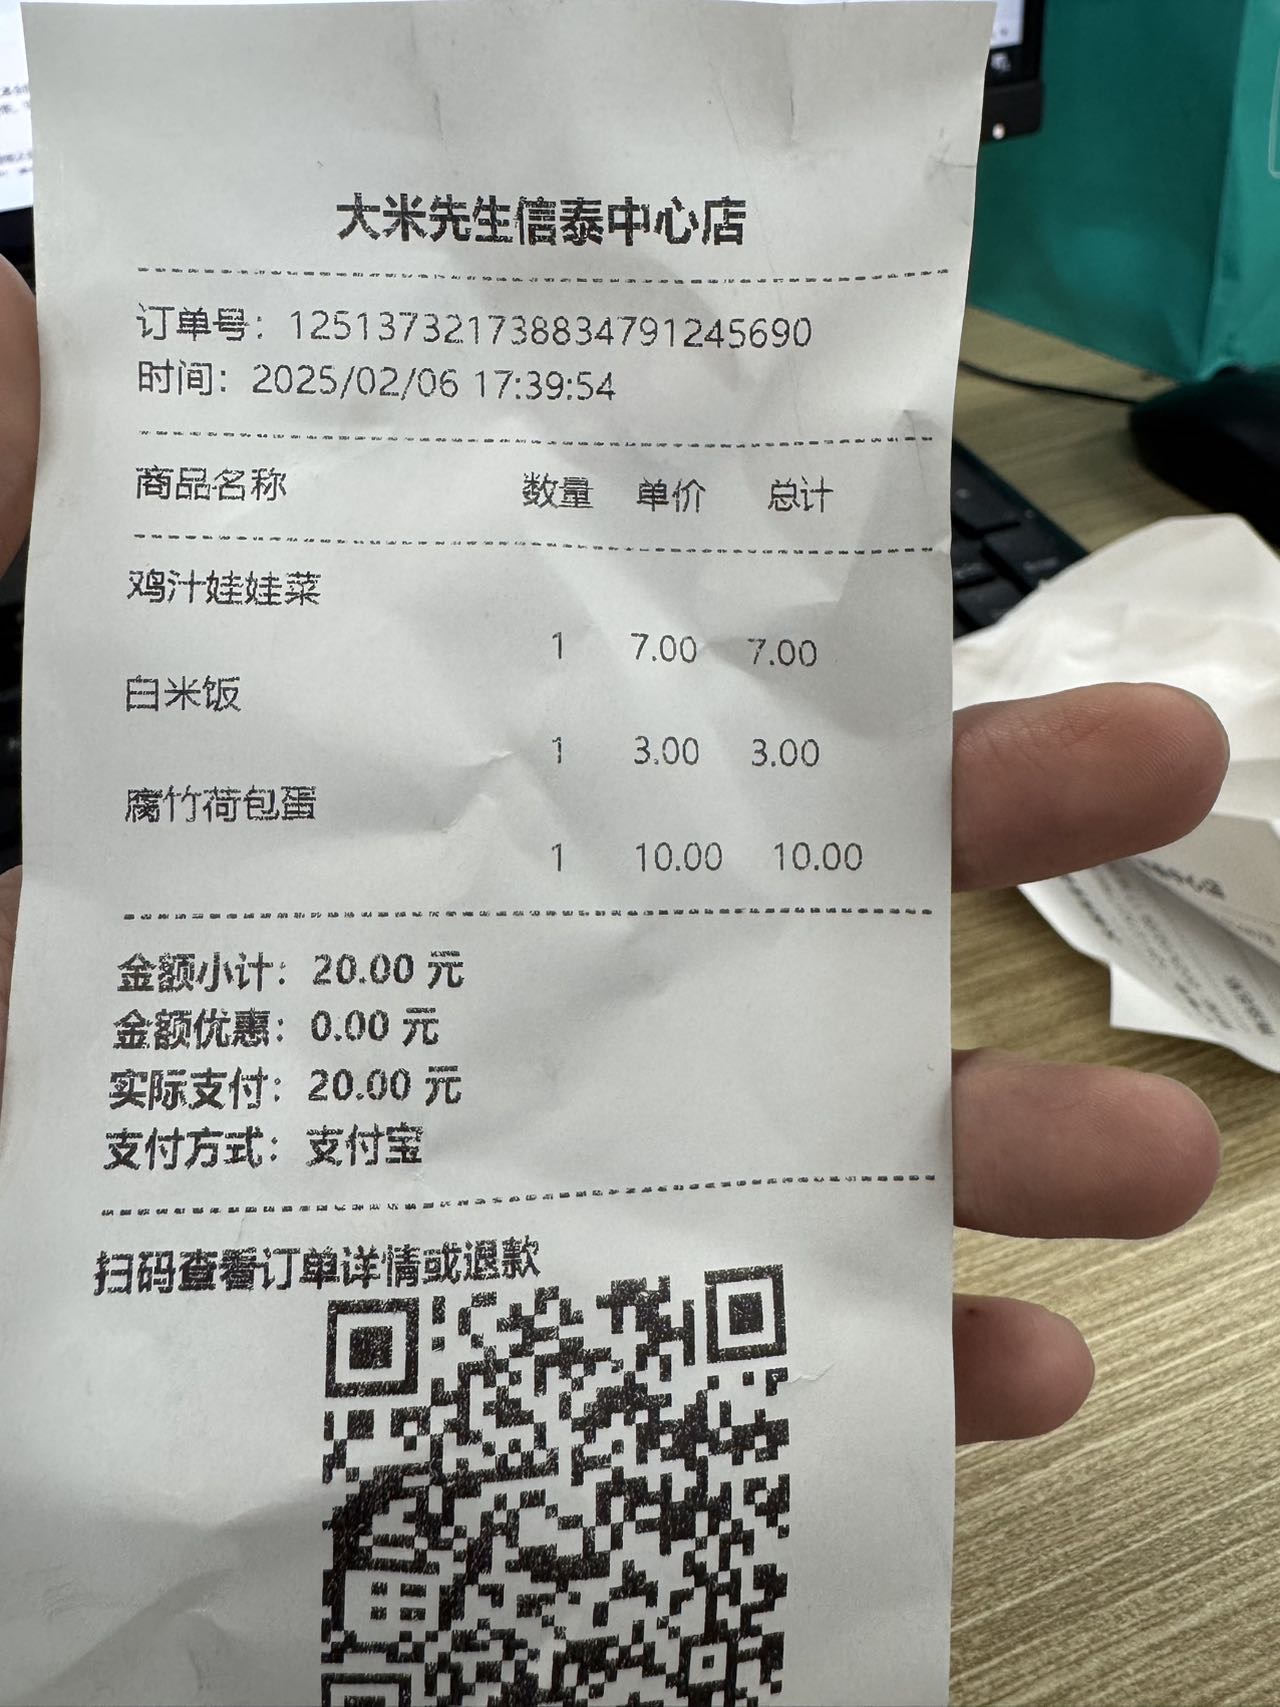 大米先生信泰中心店
订单号：125137321738834791245690
时间：2025/02/06 17:39:54
商品名称 数量 单价 总计
鸡汁娃娃菜
1 7.00 7.00
白米饭
1 3.00 3.00
腐竹荷包蛋
1 10.00 10.00
金额小计：20.00 元
金额优惠：0.00 元
实际支付：20.00 元
支付方式：支付宝
扫码查看订单详情或退款